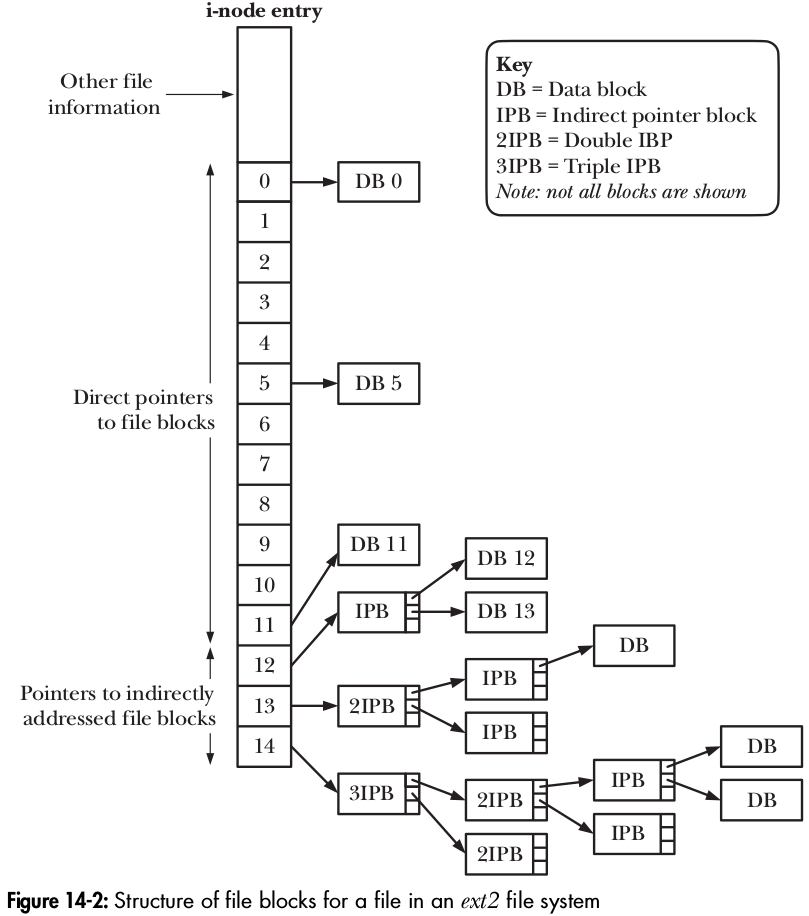 i-node entry
Other file
information
Key
DB = Data block
IPB = Indirect pointer block
2IPB = Double IBP
3IPB = Triple IPB
Note: not all blocks are shown
0
DB 0
1
2
3
4
5
DB 5
Direct pointers
to file blocks
6
7
8
9
DB 11
DB 12
10
IPB
DB 13
11
12
DB
Pointers to indirectly
addressed file blocks
13
2IPB
IPB
IPB
14
DB
3IPB
2IPB
IPB
DB
IPB
2IPB
Figure 14-2: Structure of file blocks for a file in an ext2 file system